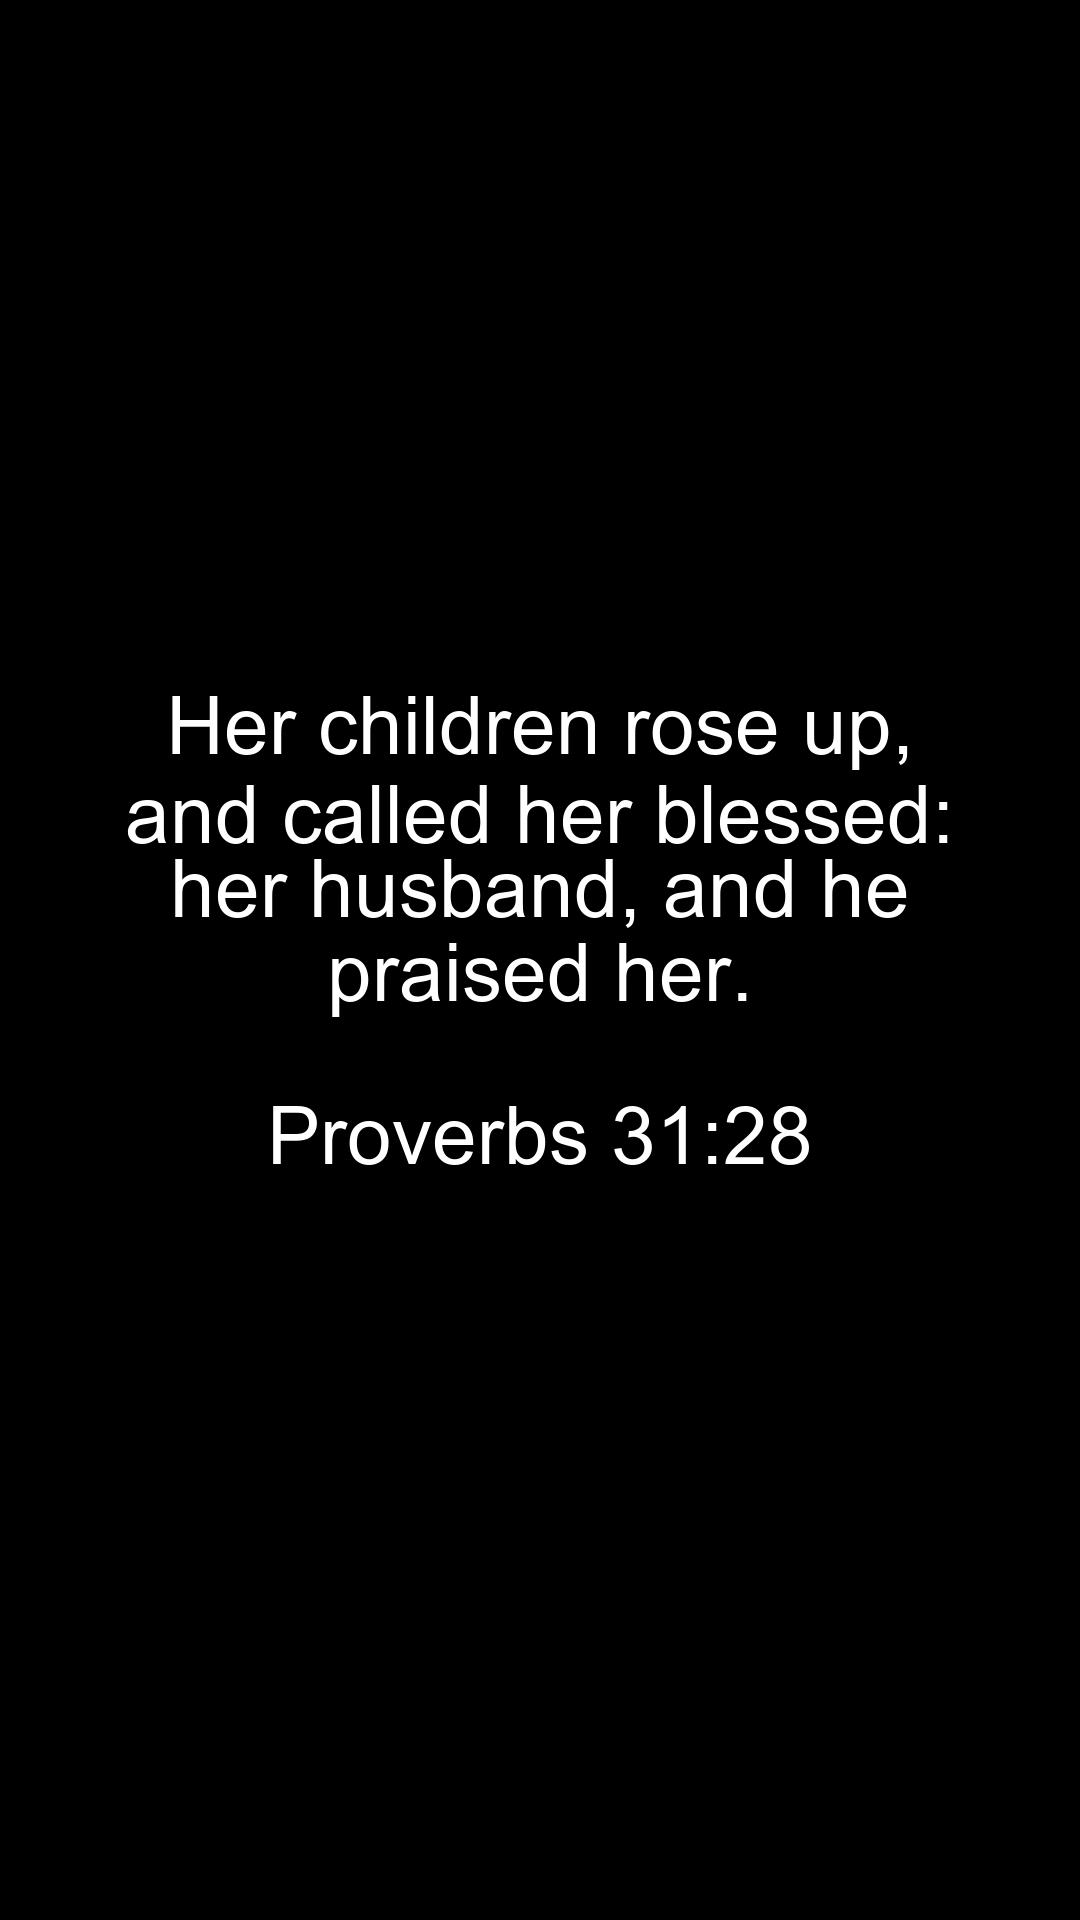 Her children rose up,
and called her blessed:
her husband, and he
praised her.
Proverbs 31:28